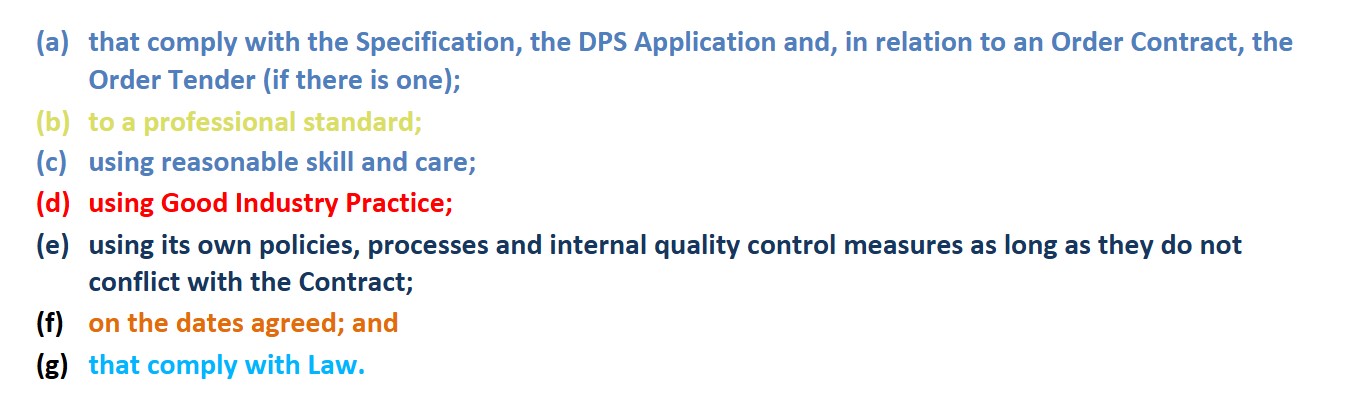 (a) that comply with the Specification, the DPS Application and, in relation to an Order Contract, the
Order Tender (if there is one);
(b) to a professional standard;
(c) using reasonable skill and care;
(d) using Good Industry Practice;
(e) using its own policies, processes and internal quality control measures as long as they do not
conflict with the Contract;
(f) on the dates agreed; and
(g) that comply with Law.